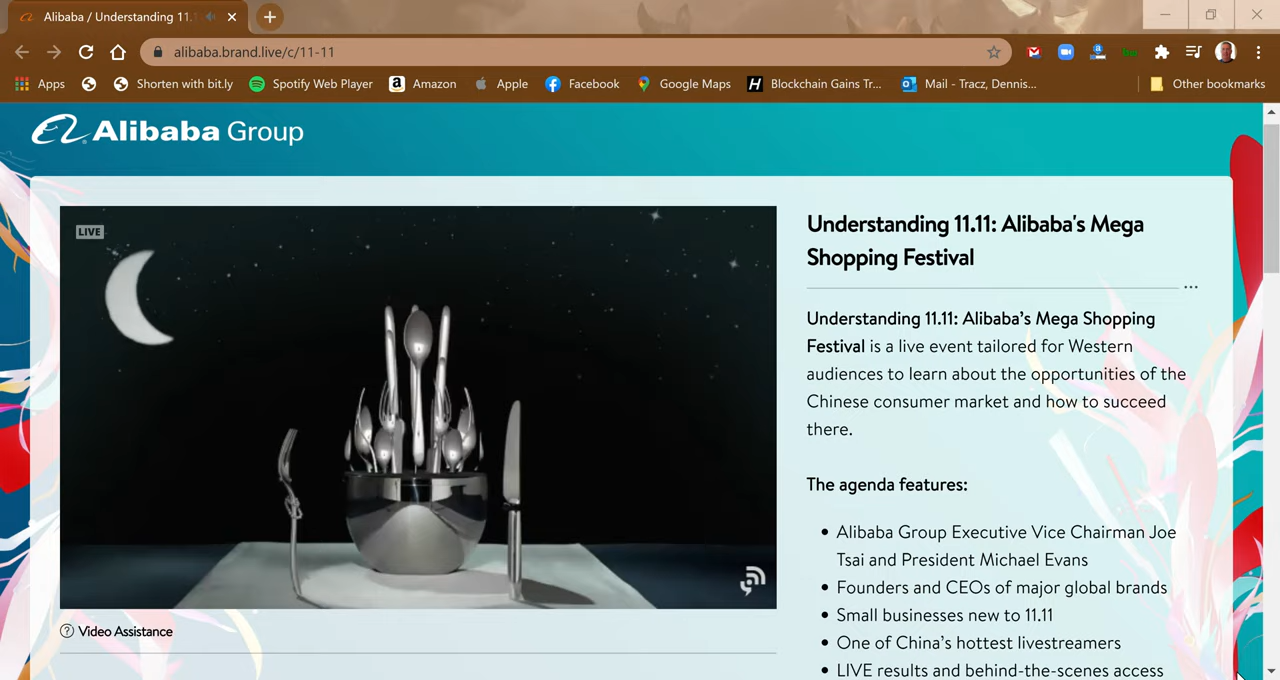 Alibaba / Understanding 11.
alibaba.brand.live/c/11-11
Apps
Shorten with bit.ly
Spotify Web Player
Amazon
Apple
Facebook
Google Maps
Blockchain Gains Tr...
Mail - Tracz, Dennis...
Other bookmarks
Alibaba Group
LIVE
Video Assistance
Understanding 11.11: Alibaba's Mega
Shopping Festival
...
Understanding 11.11: Alibaba's Mega Shopping
Festival is a live event tailored for Western
audiences to learn about the opportunities of the
Chinese consumer market and how to succeed
there.
The agenda features:
• Alibaba Group Executive Vice Chairman Joe
Tsai and President Michael Evans
• Founders and CEOs of major global brands
• Small businesses new to 11.11
• One of China's hottest livestreamers
• LIVE results and behind-the-scenes access